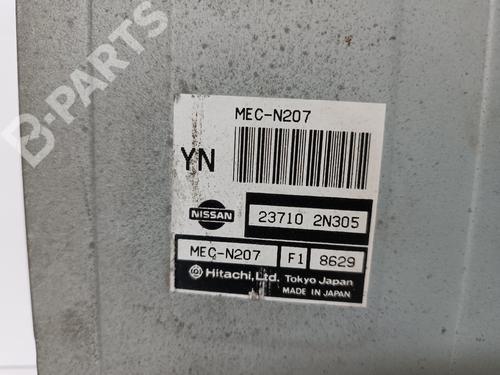 B-PARTS
MEC-N207
YN
NISSAN
23710 2N305
MEC-N207 F1 8629
Hitachi, Ltd. Tokyo Japan
MADE IN JAPAN